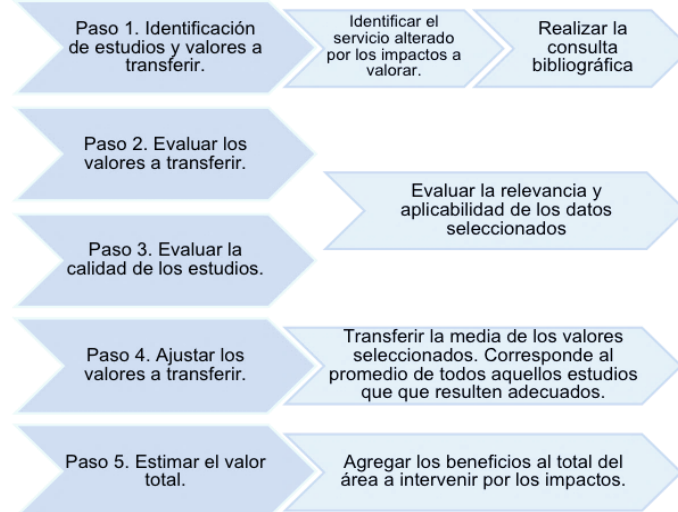 Paso 1. Identificación
de estudios y valores a
transferir.
Identificar el
servicio alterado
por los impactos a
valorar.
Realizar la
consulta
bibliográfica
Paso 2. Evaluar los
valores a transferir.
Evaluar la relevancia y
aplicabilidad de los datos
seleccionados
Paso 3. Evaluar la
calidad de los estudios.
Paso 4. Ajustar los
valores a transferir.
Transferir la media de los valores
seleccionados. Corresponde al
promedio de todos aquellos estudios
que que resulten adecuados.
Paso 5. Estimar el valor
total.
Agregar los beneficios al total del
área a intervenir por los impactos.